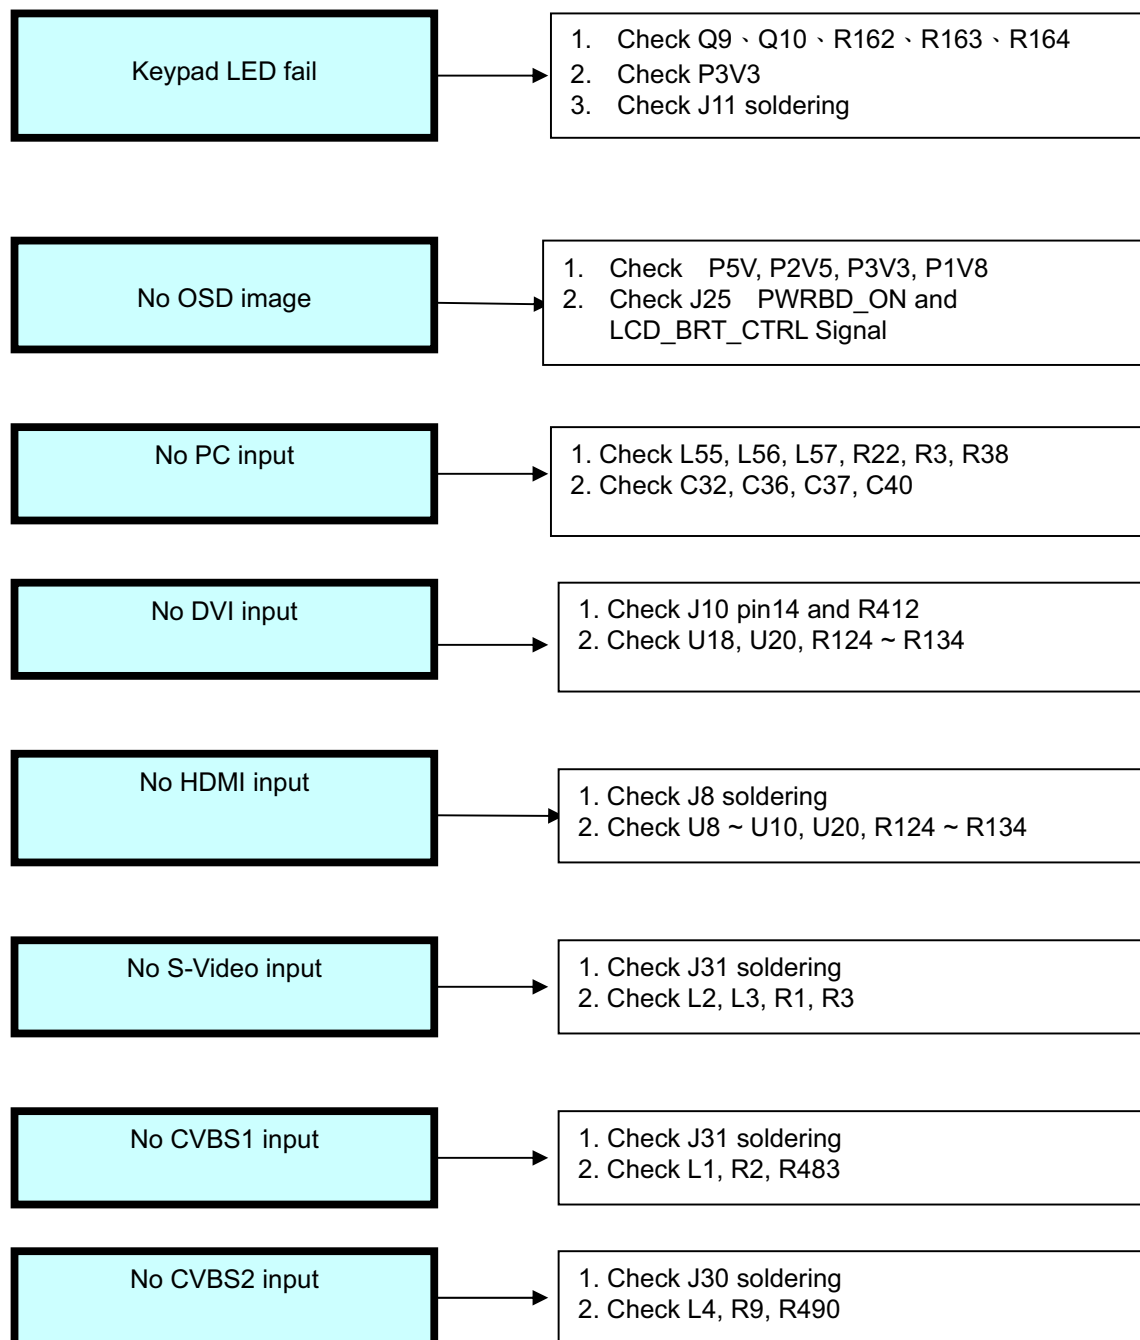 Keypad LED fail
1. Check Q9、Q10、R162、R163、R164
2. Check P3V3
3. Check J11 soldering
No OSD image
1. Check P5V, P2V5, P3V3, P1V8
2. Check J25 PWRBD_ON and
LCD_BRT_CTRL Signal
No PC input
1. Check L55, L56, L57, R22, R3, R38
2. Check C32, C36, C37, C40
No DVI input
1. Check J10 pin14 and R412
2. Check U18, U20, R124 ~ R134
No HDMI input
1. Check J8 soldering
2. Check U8 ~ U10, U20, R124 ~ R134
No S-Video input
1. Check J31 soldering
2. Check L2, L3, R1, R3
No CVBS1 input
1. Check J31 soldering
2. Check L1, R2, R483
No CVBS2 input
1. Check J30 soldering
2. Check L4, R9, R490